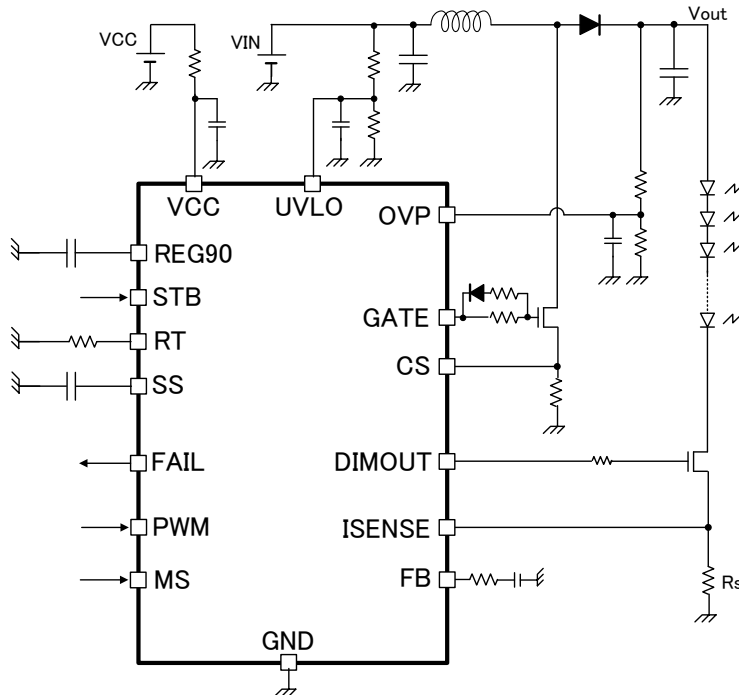 VCC
VIN
Vout
VCC
UVLO
OVP
REG90
STB
GATE
RT
CS
SS
FAIL
DIMOUT
PWM
ISENSE
MS
FB
Rs
GND